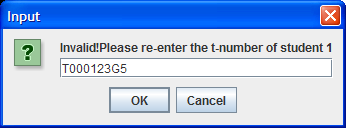 Input
Invalid!Please re-enter the t-number of student 1
T000123G5
OK
Cancel